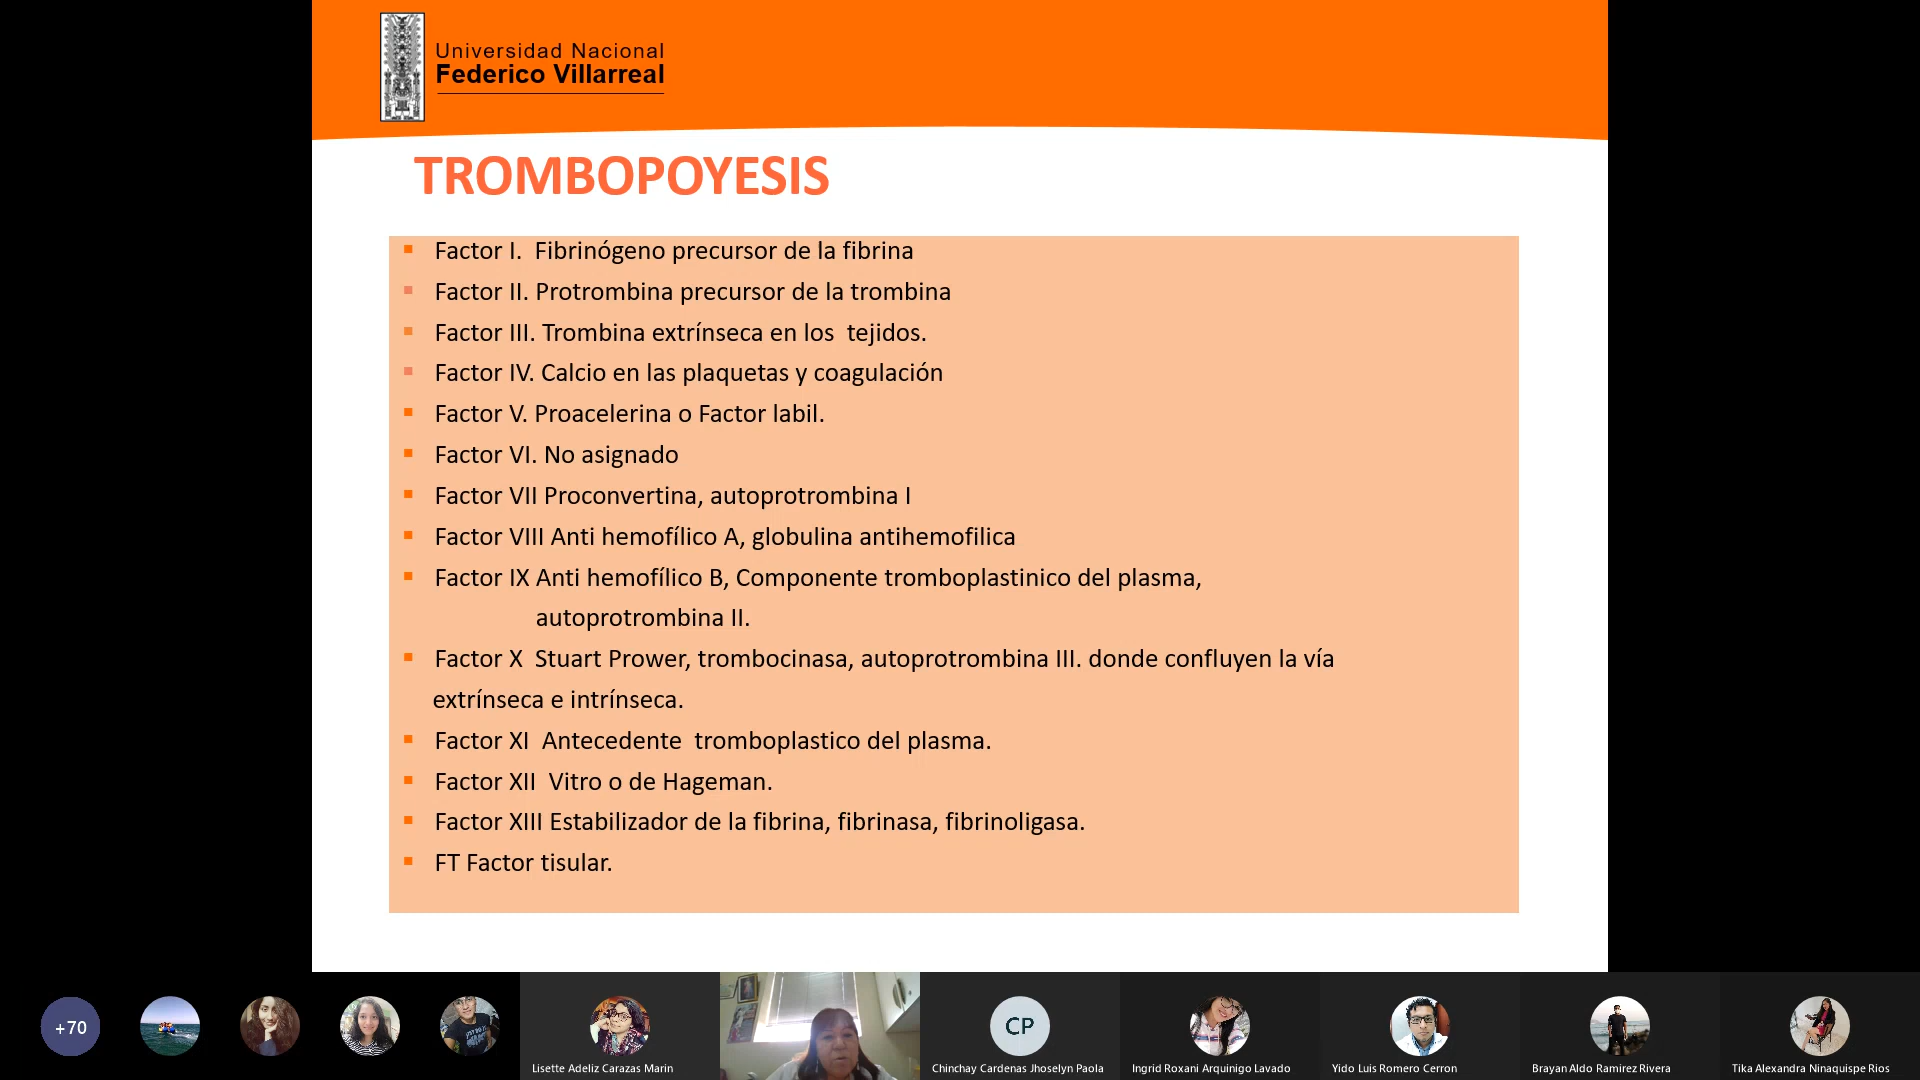 Universidad Nacional
Federico Villarreal
TROMBOPOYESIS
Factor I.  Fibrinógeno precursor de la fibrina
Factor II. Protrombina precursor de la trombina
Factor III. Trombina extrínseca en los  tejidos.
Factor IV. Calcio en las plaquetas y coagulación
Factor V. Proacelerina o Factor labil.
Factor VI. No asignado
Factor VII Proconvertina, autoprotrombina I
Factor VIII Anti hemofílico A, globulina antihemofilica
Factor IX Anti hemofílico B, Componente tromboplastinico del plasma,
autoprotrombina II.
Factor X  Stuart Prower, trombocinasa, autoprotrombina III. donde confluyen la vía
extrínseca e intrínseca.
Factor XI  Antecedente  tromboplastico del plasma.
Factor XII  Vitro o de Hageman.
Factor XIII Estabilizador de la fibrina, fibrinasa, fibrinoligasa.
FT Factor tisular.
+70
CP
Lisette Adeliz Carazas Marin
Chinchay Cardenas Jhoselyn Paola
Ingrid Roxani Arquinigo Lavado
Yido Luis Romero Cerron
Brayan Aldo Ramirez Rivera
Tika Alexandra Ninaquispe Rios